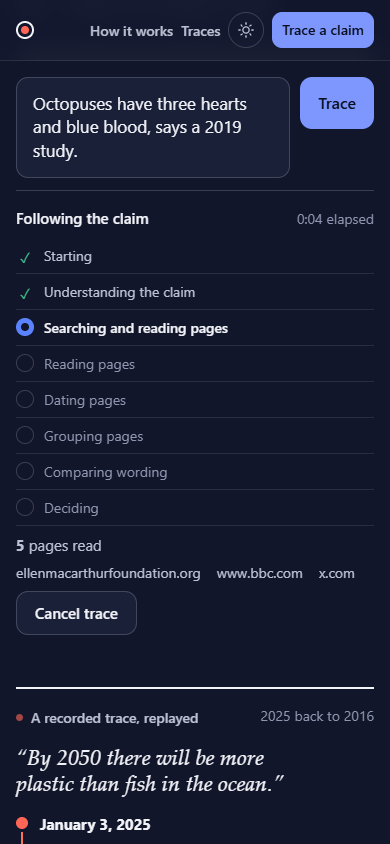 How it works Traces Trace a claim
Octopuses have three hearts
and blue blood, says a 2019
study.
Trace
Following the claim 0:04 elapsed
Starting
Understanding the claim
Searching and reading pages
Reading pages
Dating pages
Grouping pages
Comparing wording
Deciding
5 pages read
ellenmacarthurfoundation.org www.bbc.com x.com
Cancel trace
A recorded trace, replayed 2025 back to 2016
“By 2050 there will be more
plastic than fish in the ocean.”
January 3, 2025